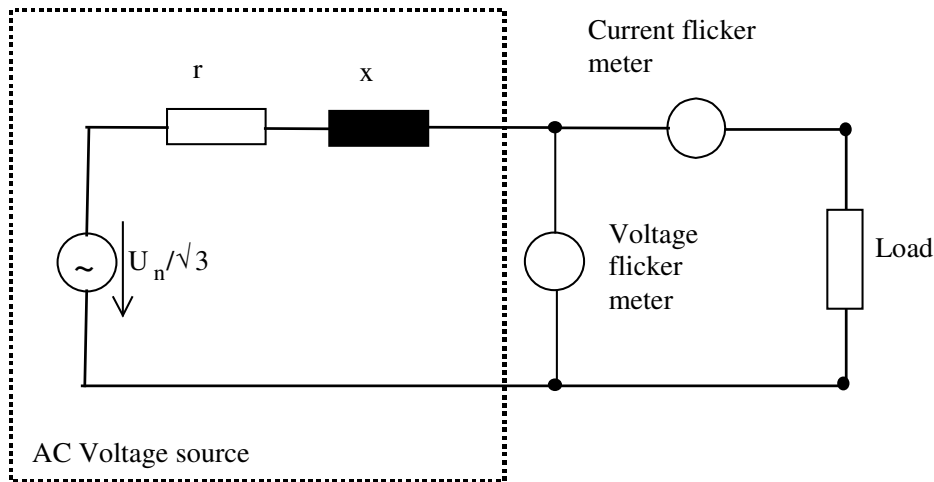 Current flicker
meter
r
x
~
U n/√3
Voltage
flicker
meter
Load
AC Voltage source